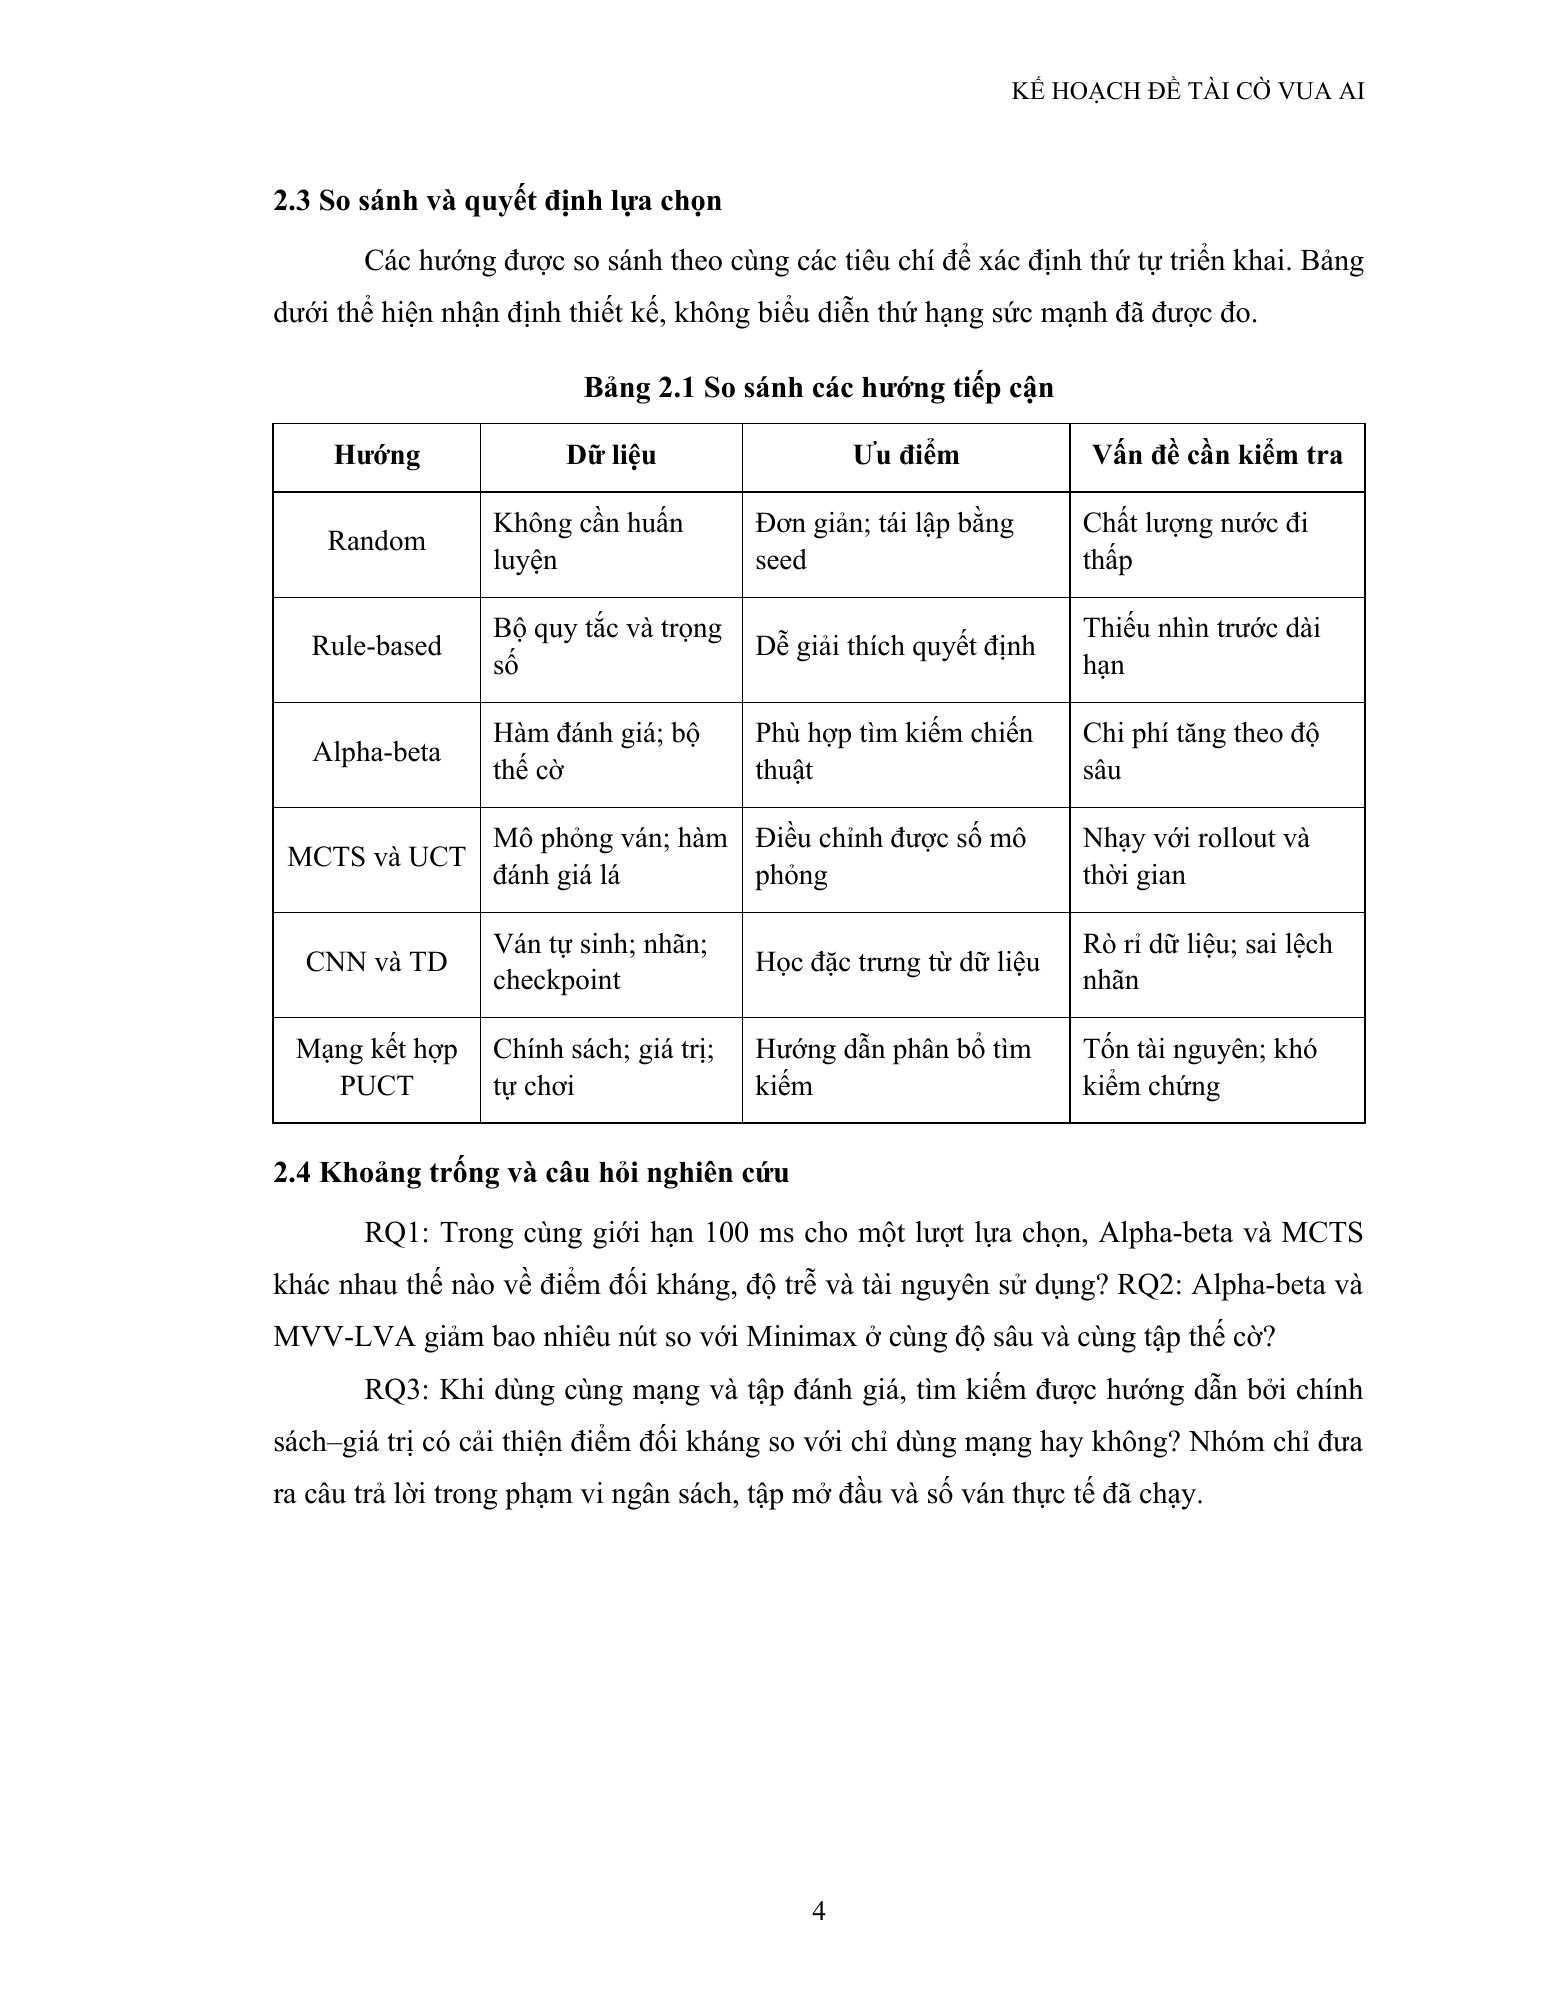 KẾ HOẠCH ĐỀ TÀI CỜ VUA AI
2.3 So sánh và quyết định lựa chọn
Các hướng được so sánh theo cùng các tiêu chí để xác định thứ tự triển khai. Bảng
dưới thể hiện nhận định thiết kế, không biểu diễn thứ hạng sức mạnh đã được đo.
Bảng 2.1 So sánh các hướng tiếp cận
Hướng Dữ liệu Ưu điểm Vấn đề cần kiểm tra
Random
Không cần huấn
luyện
Đơn giản; tái lập bằng
seed
Chất lượng nước đi
thấp
Rule-based
Bộ quy tắc và trọng
số
Dễ giải thích quyết định
Thiếu nhìn trước dài
hạn
Alpha-beta
Hàm đánh giá; bộ
thế cờ
Phù hợp tìm kiếm chiến
thuật
Chi phí tăng theo độ
sâu
MCTS và UCT
Mô phỏng ván; hàm
đánh giá lá
Điều chỉnh được số mô
phỏng
Nhạy với rollout và
thời gian
CNN và TD
Ván tự sinh; nhãn;
checkpoint
Học đặc trưng từ dữ liệu
Rò rỉ dữ liệu; sai lệch
nhãn
Mạng kết hợp
PUCT
Chính sách; giá trị;
tự chơi
Hướng dẫn phân bổ tìm
kiếm
Tốn tài nguyên; khó
kiểm chứng
2.4 Khoảng trống và câu hỏi nghiên cứu
RQ1: Trong cùng giới hạn 100 ms cho một lượt lựa chọn, Alpha-beta và MCTS
khác nhau thế nào về điểm đối kháng, độ trễ và tài nguyên sử dụng? RQ2: Alpha-beta và
MVV-LVA giảm bao nhiêu nút so với Minimax ở cùng độ sâu và cùng tập thế cờ?
RQ3: Khi dùng cùng mạng và tập đánh giá, tìm kiếm được hướng dẫn bởi chính
sách–giá trị có cải thiện điểm đối kháng so với chỉ dùng mạng hay không? Nhóm chỉ đưa
ra câu trả lời trong phạm vi ngân sách, tập mở đầu và số ván thực tế đã chạy.
4